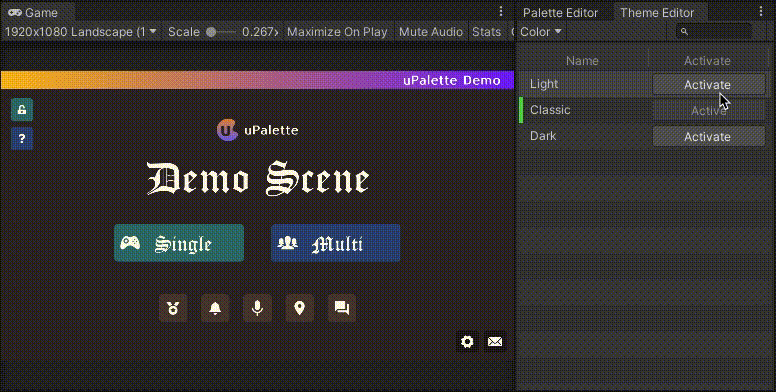 Game
1920x1080 Landscape (1
Scale
0.267x
Maximize On Play
Mute Audio
Stats
uPalette Demo
?
uPalette
Demo Scene
Single
Multi
Palette Editor
Theme Editor
Color
Name
Activate
Light
Activate
Classic
Active
Dark
Activate